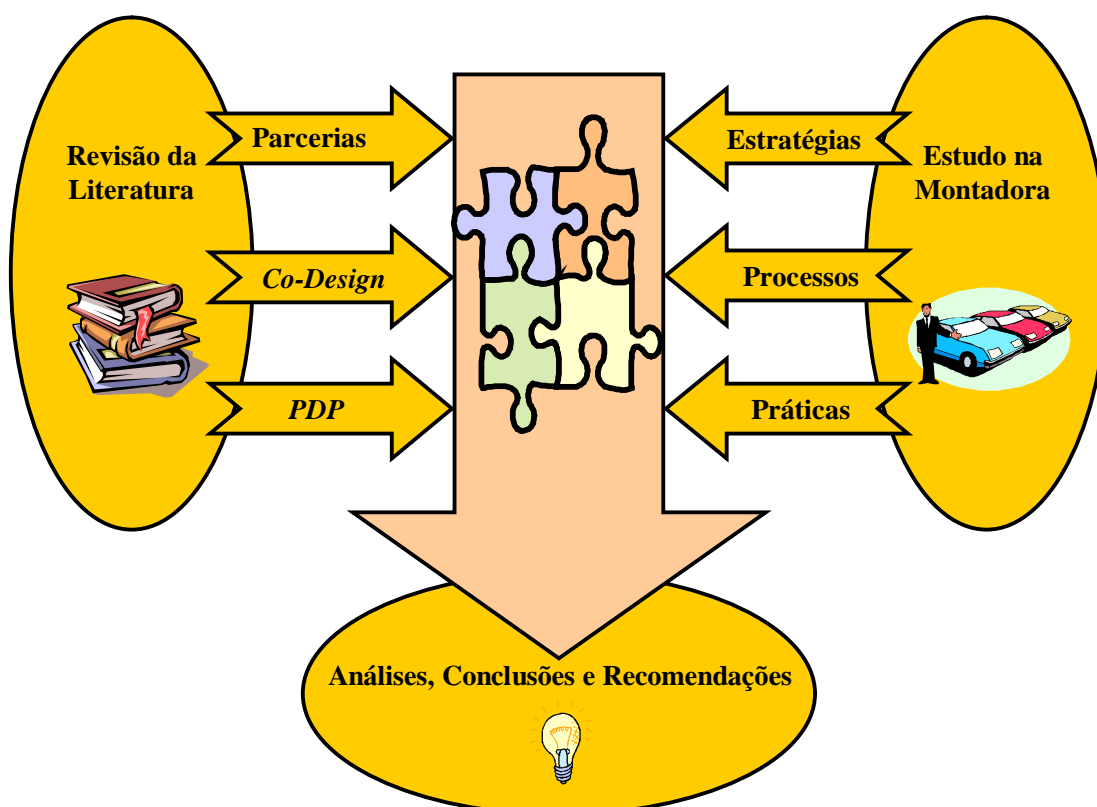 Revisão da
Literatura
Parcerias
Co-Design
PDP
Estratégias
Processos
Práticas
Estudo na
Montadora
Análises, Conclusões e Recomendações